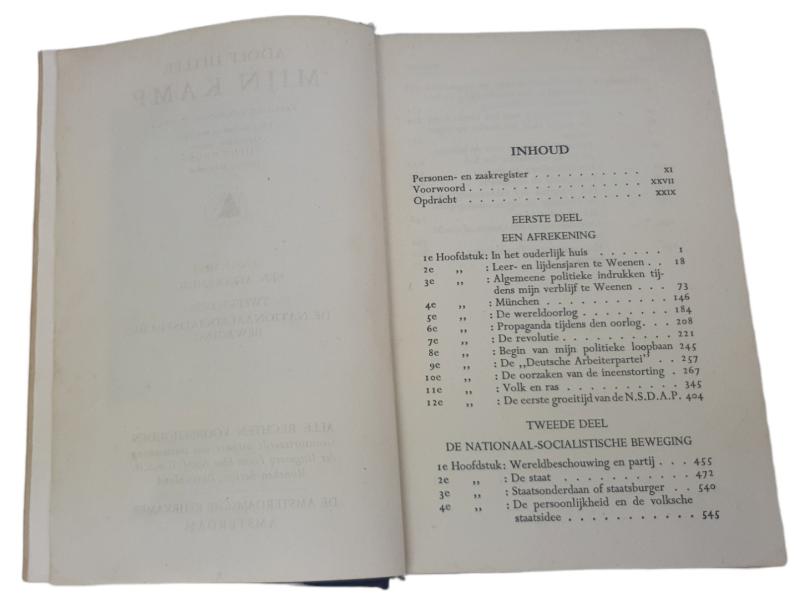 INHOUD
Personen- en zaakregister . . . . . . . . . . XI
Voorwoord . . . . . . . . . . . . . . . . XXVII
Opdracht . . . . . . . . . . . . . . . . XXIX
EERSTE DEEL
EEN AFREKENING
1e Hoofdstuk: In het ouderlijk huis . . . . . . 1
2e ,, : Leer- en lijdensjaren te Weenen . . 18
3e ,, : Algemeene politieke indrukken tij-
dens mijn verblijf te Weenen . . . 73
4e ,, : München . . . . . . . . . . . 146
5e ,, : De wereldoorlog . . . . . . . . 184
6e ,, : Propaganda tijdens den oorlog . . . 208
7e ,, : De revolutie . . . . . . . . . . 221
8e ,, : Begin van mijn politieke loopbaan 245
9e ,, : De „Deutsche Arbeiterpartei” . . . 257
10e ,, : De oorzaken van de ineenstorting . 267
11e ,, : Volk en ras . . . . . . . . . . 345
12e ,, : De eerste groeitijd van de N.S.D.A.P. 404
TWEEDE DEEL
DE NATIONAAL-SOCIALISTISCHE BEWEGING
1e Hoofdstuk: Wereldbeschouwing en partij . . . 455
2e ,, : De staat . . . . . . . . . . . 472
3e ,, : Staatsonderdaan of staatsburger . . 540
4e ,, : De persoonlijkheid en de volksche
staatsidee . . . . . . . . . . . 545